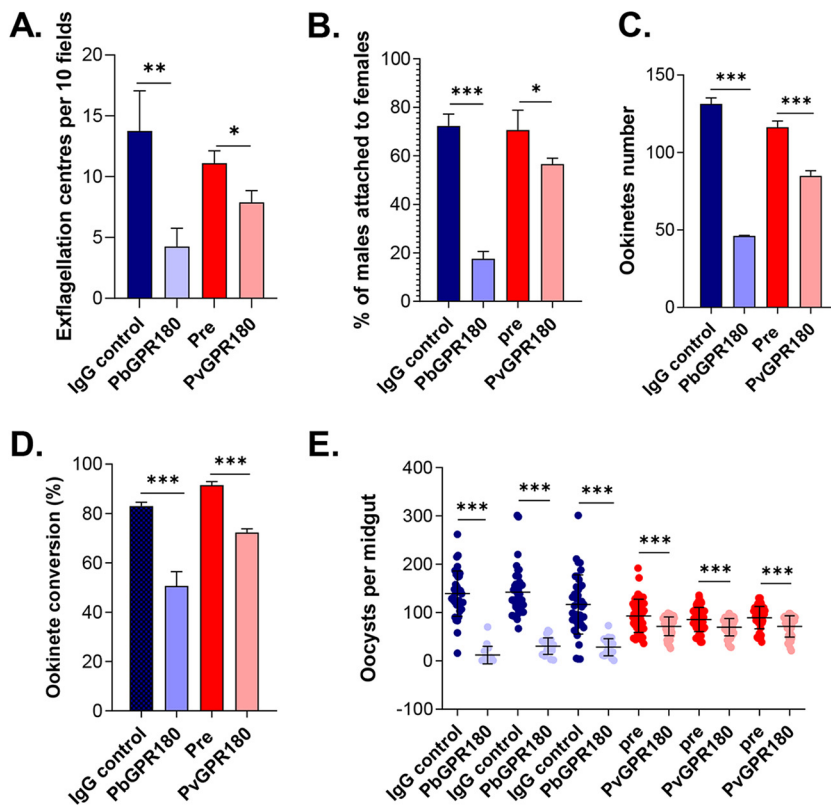 A.
Exflagellation centres per 10 fields
20
15
10
5
0
**
*
IgG control
PbGPR180
Pre
PvGPR180
B.
% of males attached to females
100
80
60
40
20
0
***
*
IgG control
PbGPR180
pre
PvGPR180
C.
Ookinetes number
150
100
50
0
***
***
IgG control
PbGPR180
Pre
PvGPR180
D.
Ookinete conversion (%)
100
80
60
40
20
0
***
***
IgG control
PbGPR180
Pre
PvGPR180
E.
Oocysts per midgut
400
300
200
100
0
-100
***
***
***
***
***
***
IgG control
PbGPR180
IgG control
PbGPR180
IgG control
PbGPR180
pre
PvGPR180
pre
PvGPR180
pre
PvGPR180